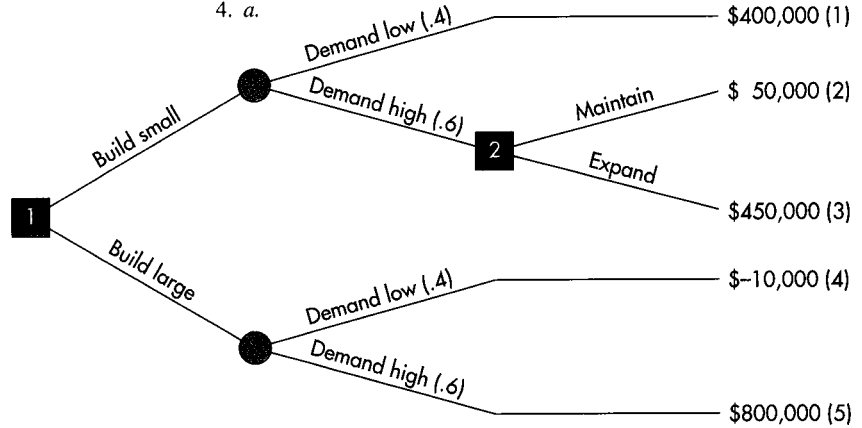 4. a.
Demand low (.4)
$400,000 (1)
Build small
Demand high (.6)
2
Maintain
$ 50,000 (2)
Expand
$450,000 (3)
1
Build large
Demand low (.4)
$–10,000 (4)
Demand high (.6)
$800,000 (5)